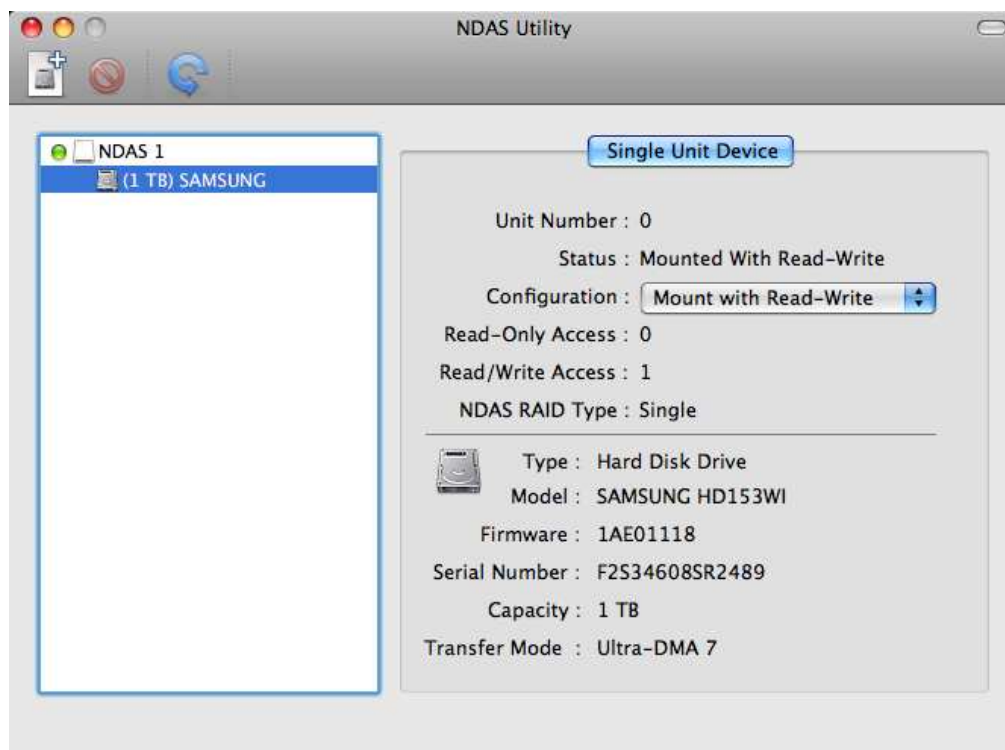 NDAS Utility
NDAS 1
(1 TB) SAMSUNG
Single Unit Device
Unit Number : 0
Status : Mounted With Read-Write
Configuration : Mount with Read-Write
Read-Only Access : 0
Read/Write Access : 1
NDAS RAID Type : Single
Type : Hard Disk Drive
Model : SAMSUNG HD153WI
Firmware : 1AE01118
Serial Number : F2S34608SR2489
Capacity : 1 TB
Transfer Mode : Ultra-DMA 7